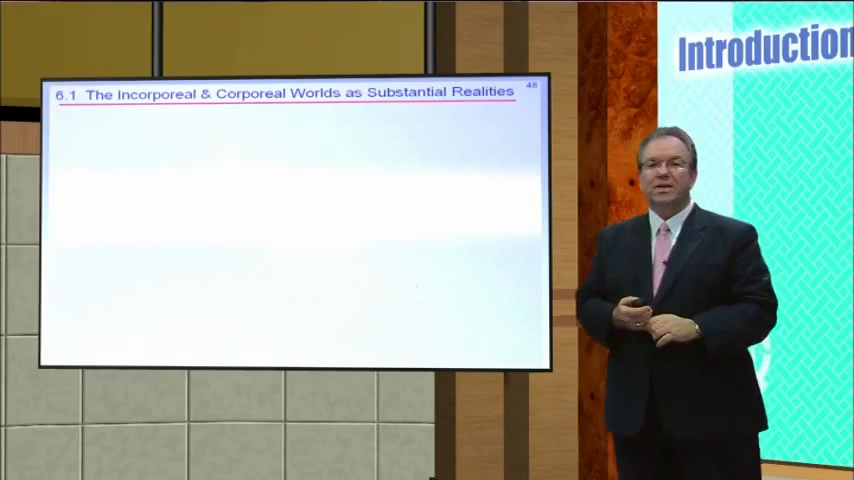 6.1 The Incorporeal & Corporeal Worlds as Substantial Realities
48
Introduction